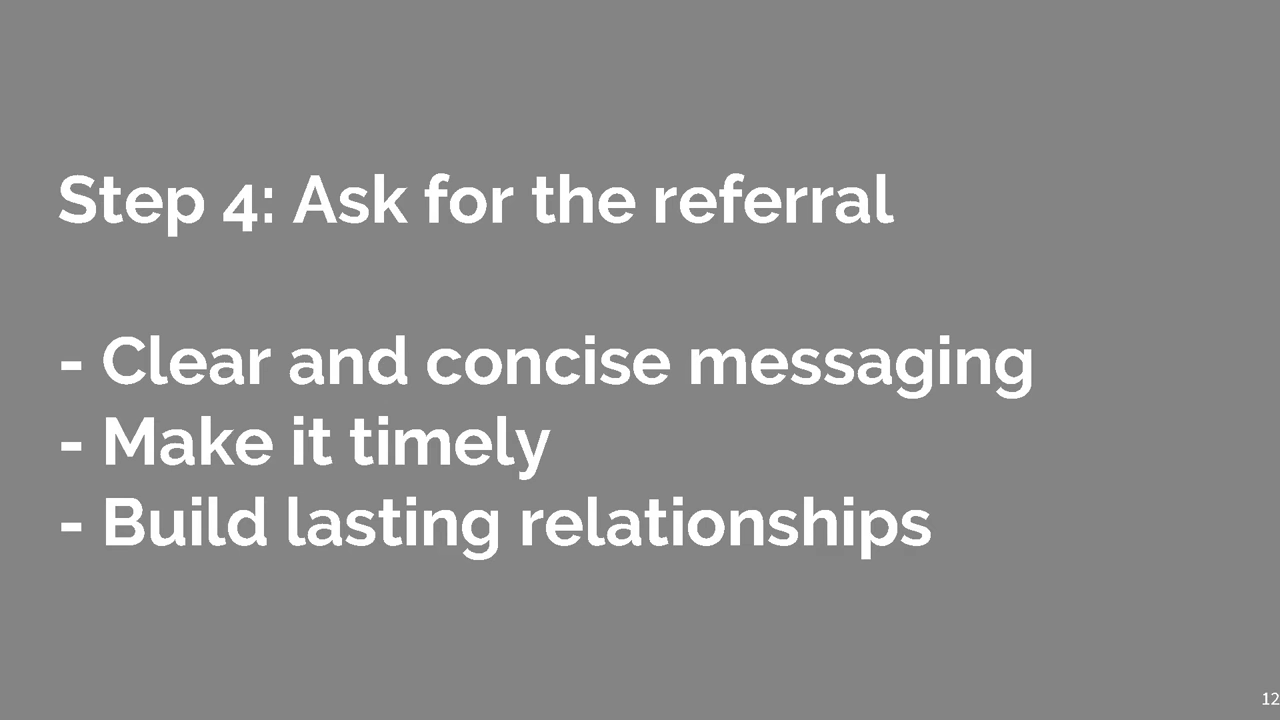 Step 4: Ask for the referral
- Clear and concise messaging
- Make it timely
- Build lasting relationships
12